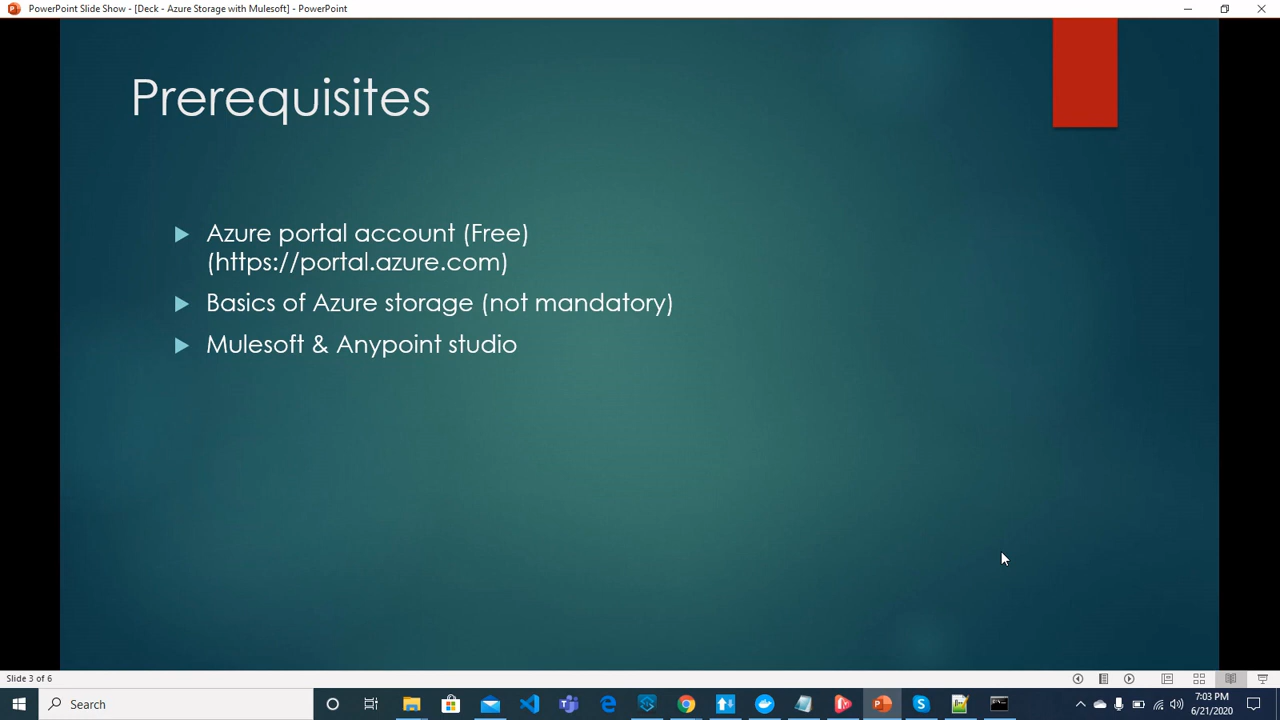 PowerPoint Slide Show - [Deck - Azure Storage with Mulesoft] - PowerPoint
Prerequisites
Azure portal account (Free)
(https://portal.azure.com)
Basics of Azure storage (not mandatory)
Mulesoft & Anypoint studio
Slide 3 of 6
Search
7:03 PM
6/21/2020